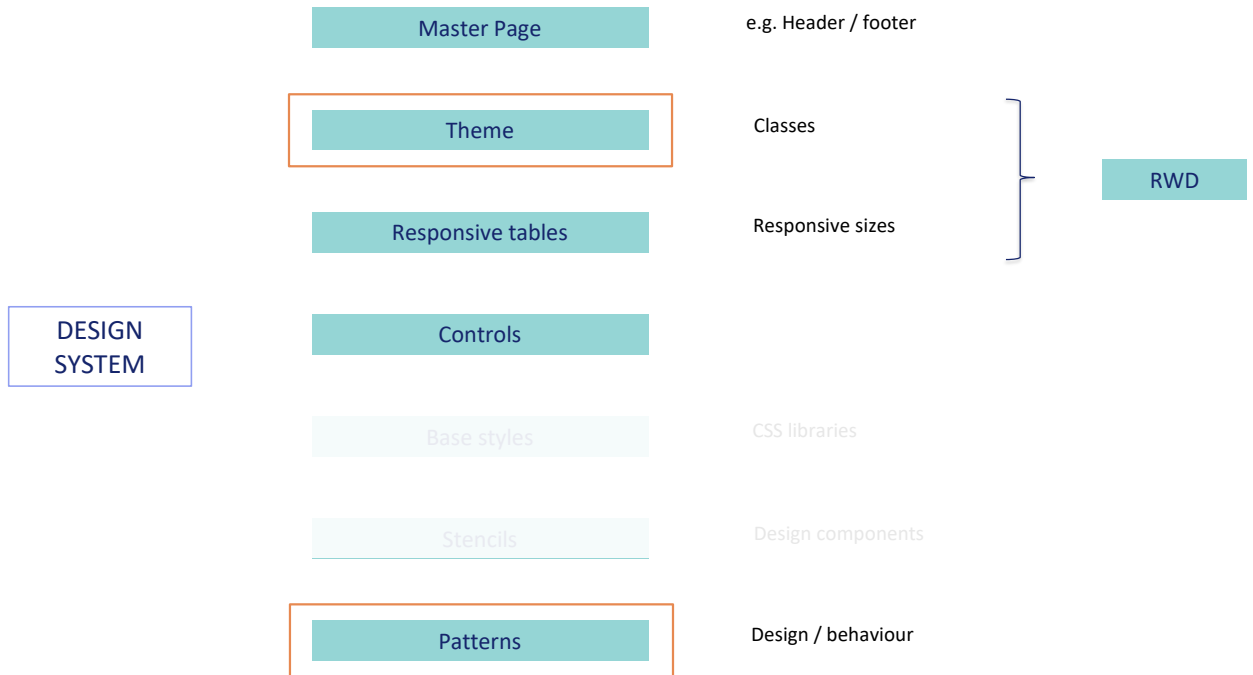 Master Page
e.g. Header / footer
Theme
Classes
RWD
Responsive tables
Responsive sizes
DESIGN
SYSTEM
Controls
Base styles
CSS libraries
Stencils
Design components
Patterns
Design / behaviour